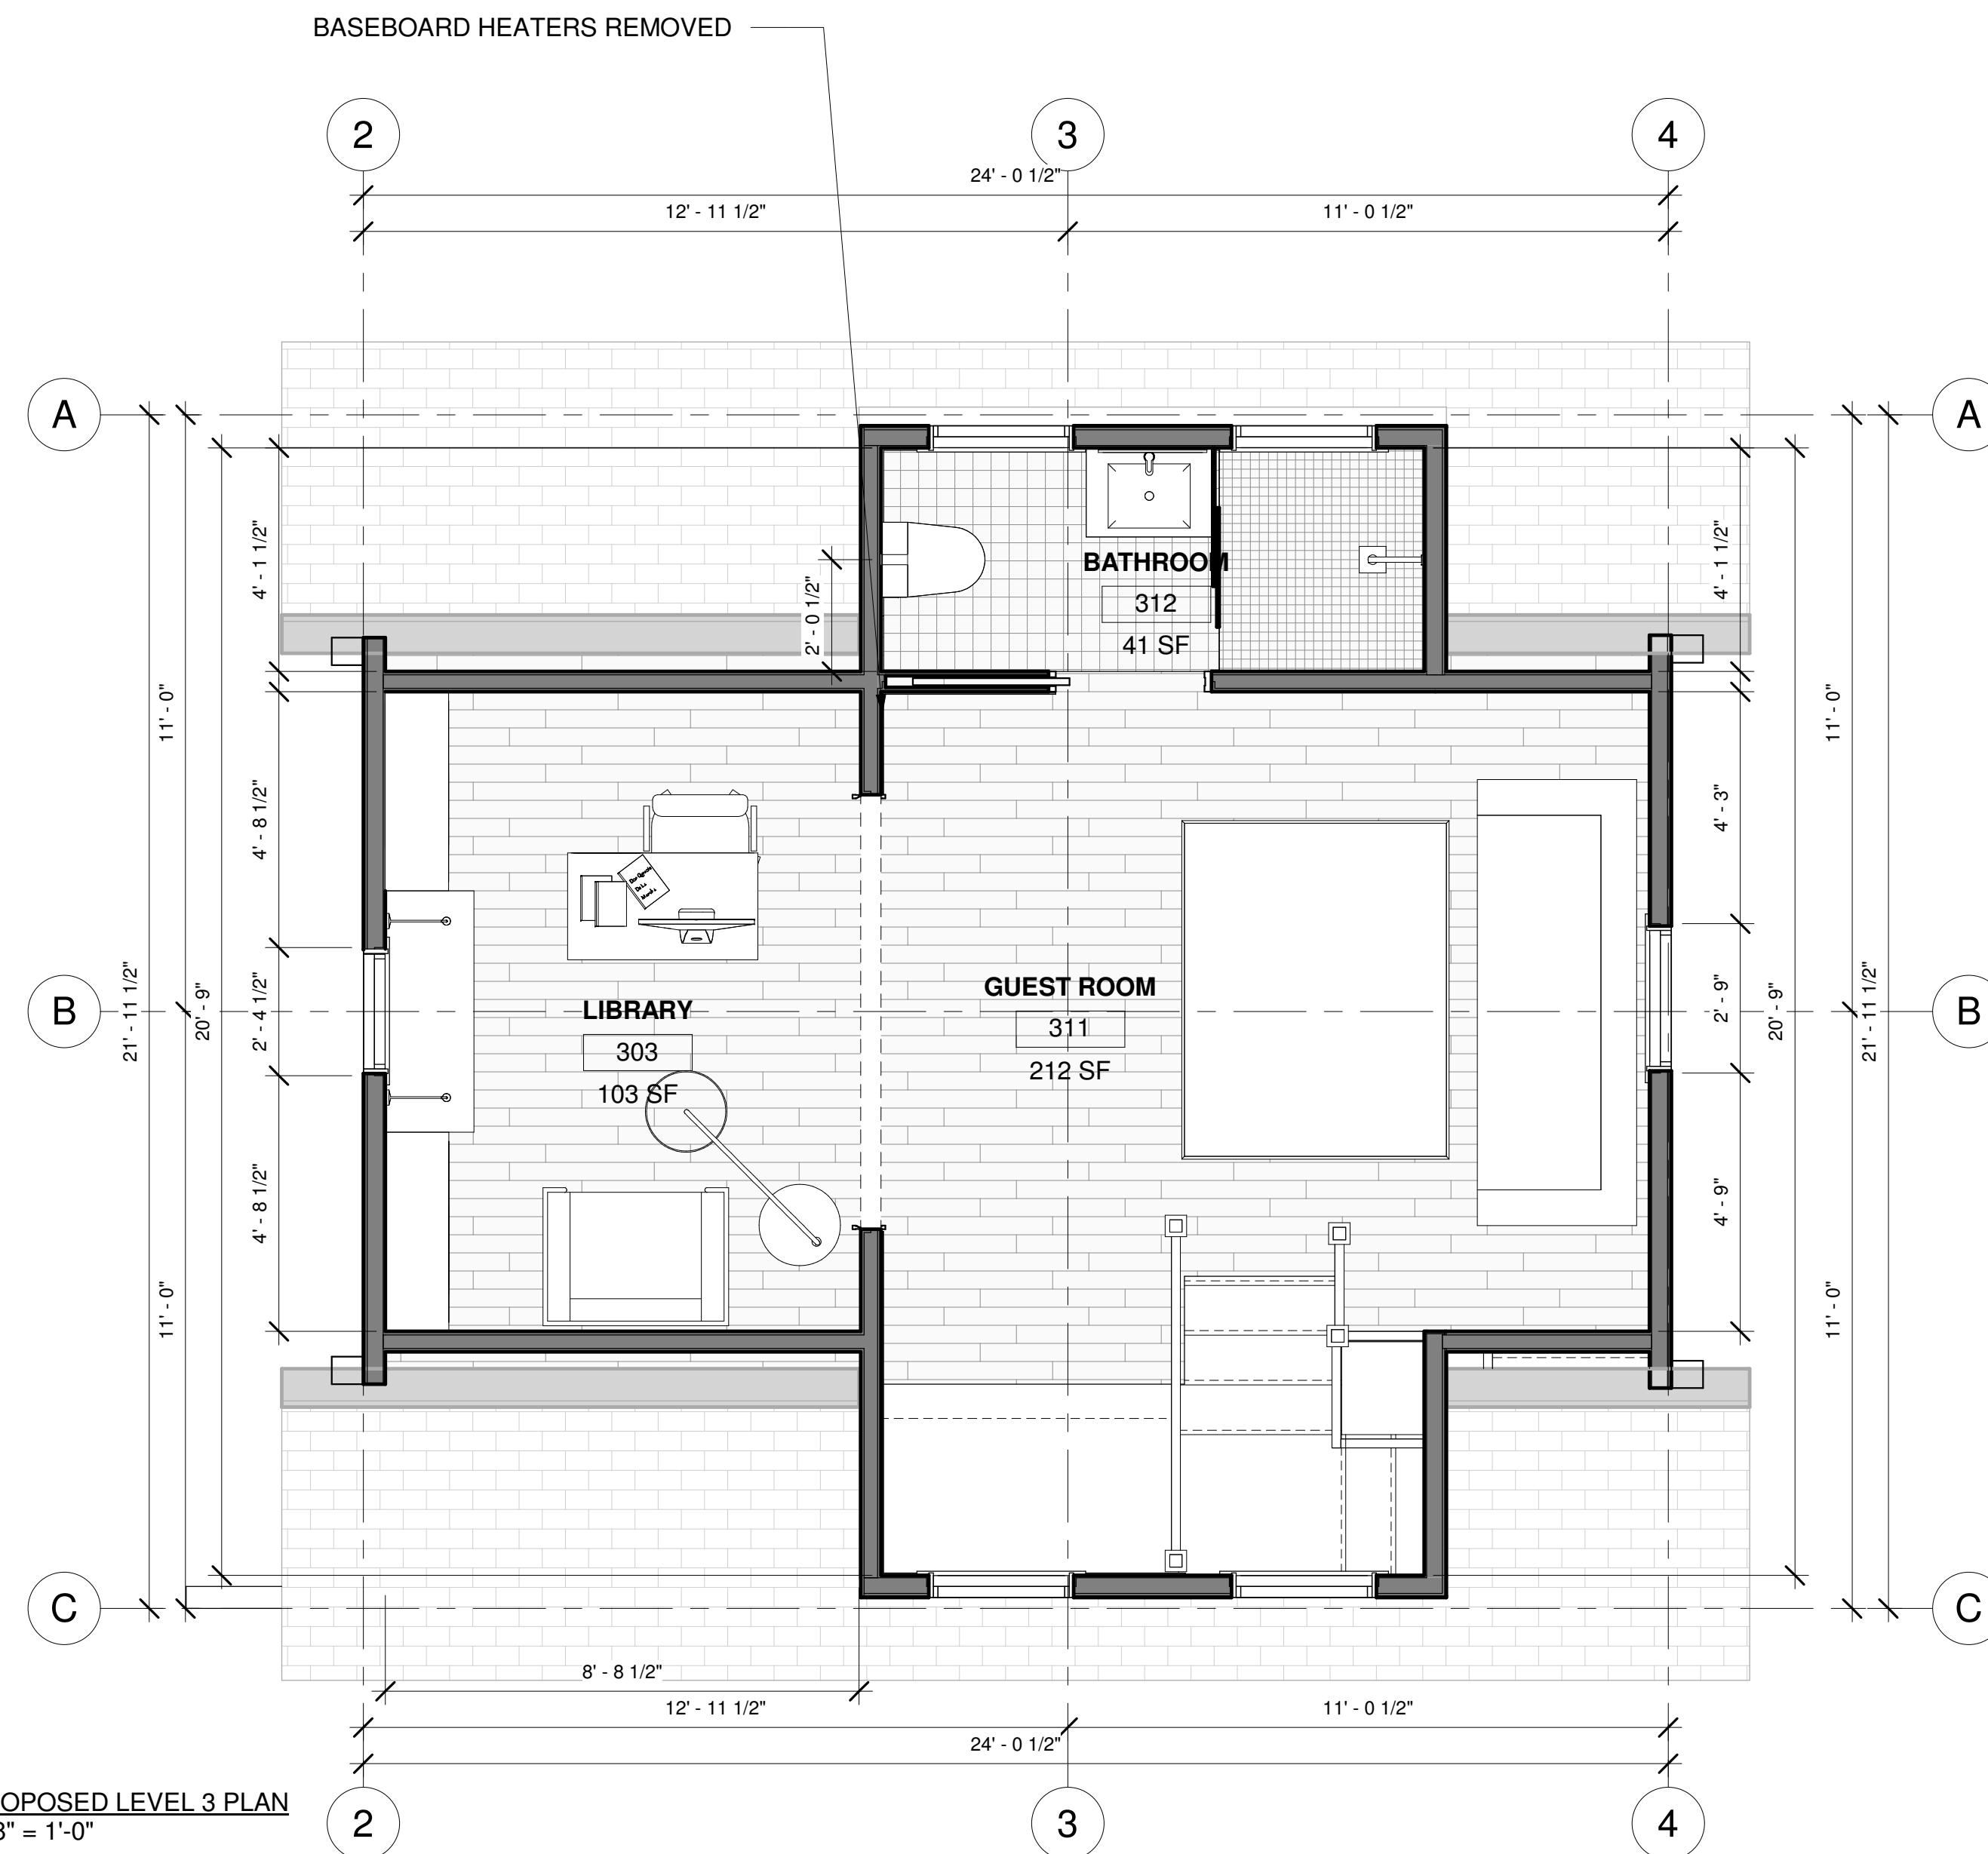 BASEBOARD HEATERS REMOVED
2
3
4
24' - 0 1/2"
12' - 11 1/2"
11' - 0 1/2"
A
A
4' - 1 1/2"
2' - 0 1/2"
BATHROOM
312
41 SF
4' - 1 1/2"
11' - 0"
11' - 0"
4' - 8 1/2"
4' - 3"
B
21' - 11 1/2"
20' - 9"
2' - 4 1/2"
LIBRARY
303
103 SF
GUEST ROOM
311
212 SF
2' - 9"
20' - 9"
21' - 11 1/2"
B
4' - 8 1/2"
4' - 9"
11' - 0"
11' - 0"
C
C
8' - 8 1/2"
12' - 11 1/2"
11' - 0 1/2"
24' - 0 1/2"
OPOSED LEVEL 3 PLAN
" = 1'-0"
2
3
4